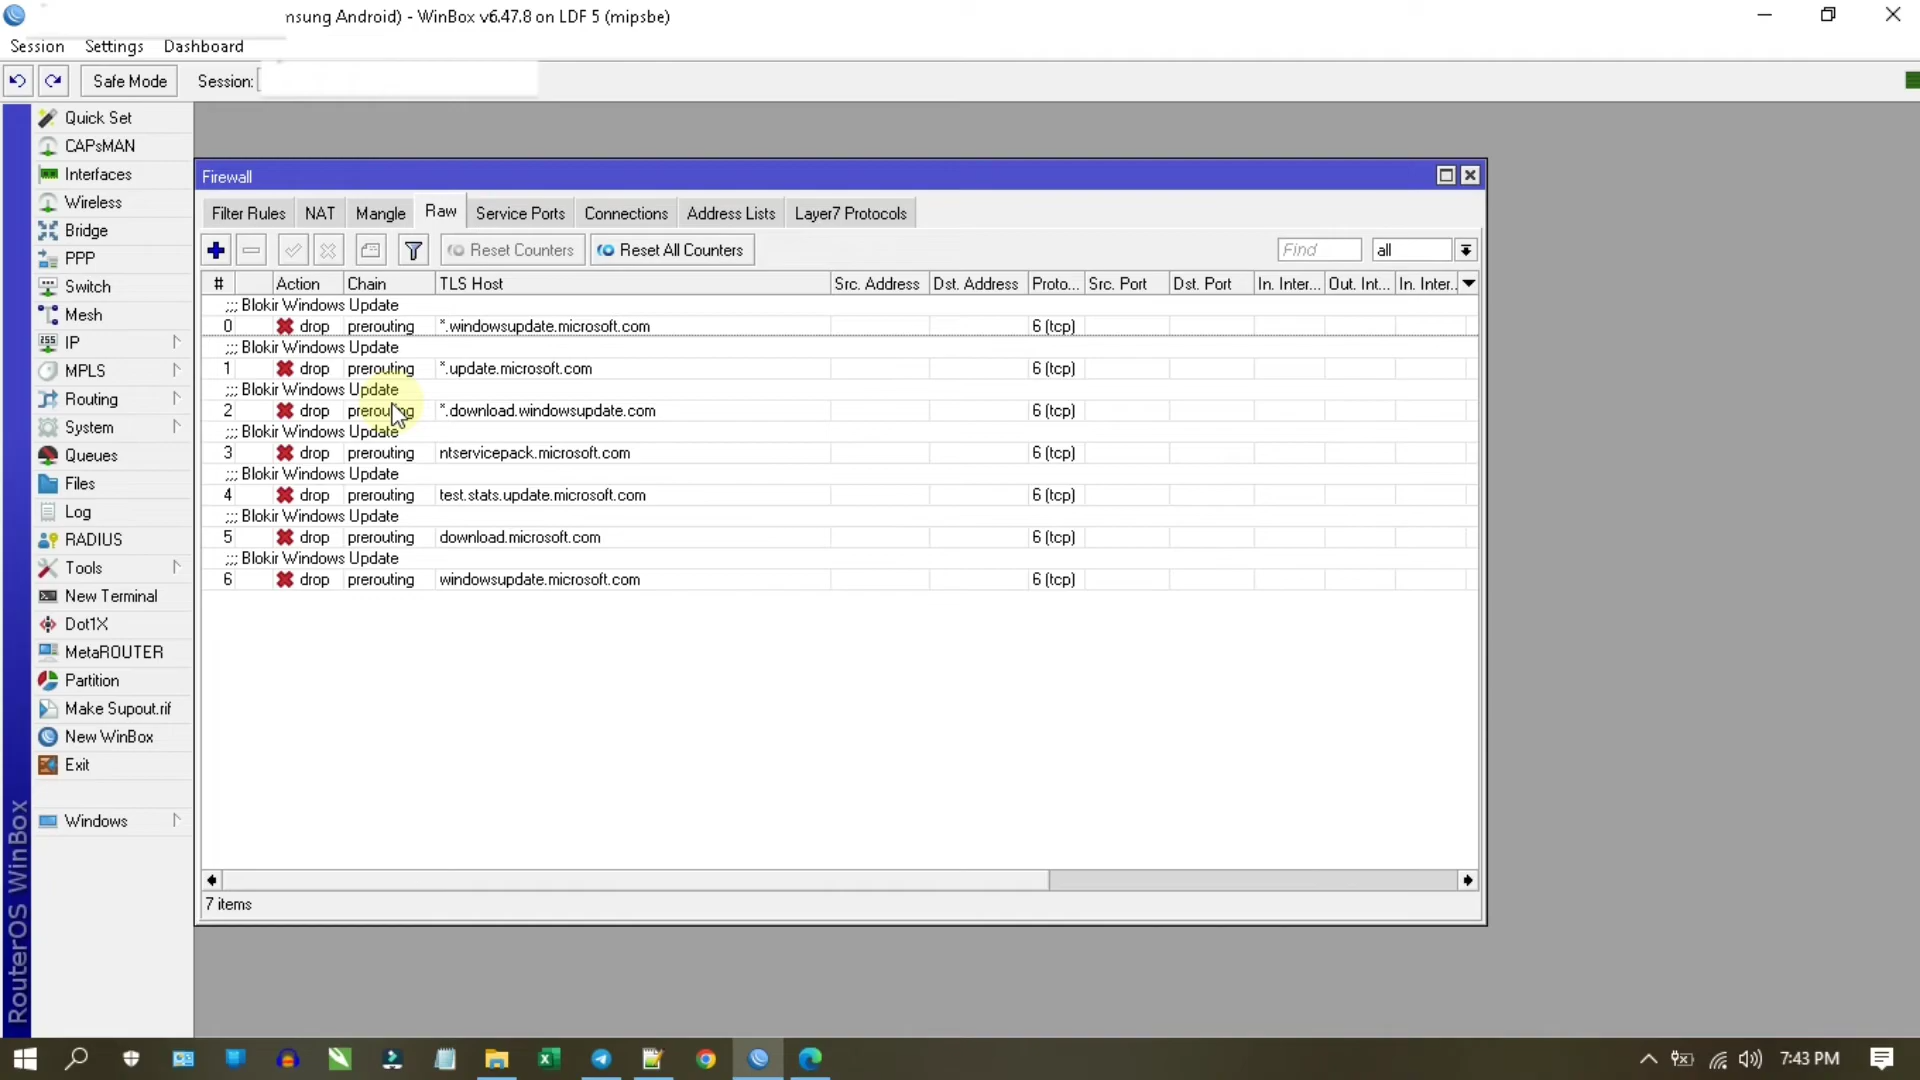 nsung Android) - WinBox v6.47.8 on LDF 5 (mipsbe)
Session Settings Dashboard
Safe Mode Session:
Quick Set
CAPsMAN
Interfaces
Wireless
Bridge
PPP
Switch
Mesh
IP
MPLS
Routing
System
Queues
Files
Log
RADIUS
Tools
New Terminal
Dot1X
MetaROUTER
Partition
Make Supout.rif
New WinBox
Exit
Windows
RouterOS WinBox
Firewall
Filter Rules NAT Mangle Raw Service Ports Connections Address Lists Layer7 Protocols
Reset Counters Reset All Counters Find all
# Action Chain TLS Host Src. Address Dst. Address Proto... Src. Port Dst. Port In. Inter... Out. Int... In. Inter..
;;; Blokir Windows Update
0 drop prerouting *.windowsupdate.microsoft.com 6 (tcp)
;;; Blokir Windows Update
1 drop prerouting *.update.microsoft.com 6 (tcp)
;;; Blokir Windows Update
2 drop prerouting *.download.windowsupdate.com 6 (tcp)
;;; Blokir Windows Update
3 drop prerouting ntservicepack.microsoft.com 6 (tcp)
;;; Blokir Windows Update
4 drop prerouting test.stats.update.microsoft.com 6 (tcp)
;;; Blokir Windows Update
5 drop prerouting download.microsoft.com 6 (tcp)
;;; Blokir Windows Update
6 drop prerouting windowsupdate.microsoft.com 6 (tcp)
7 items
7:43 PM